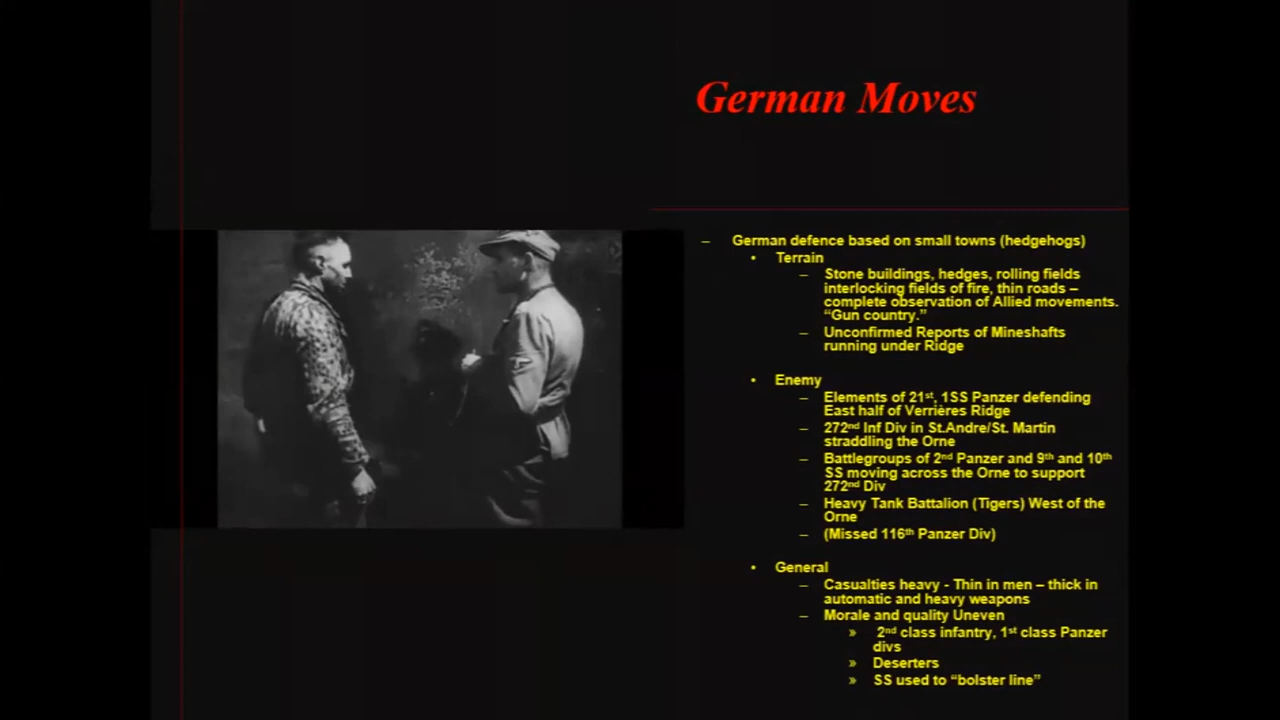 German Moves
– German defence based on small towns (hedgehogs)
• Terrain
– Stone buildings, hedges, rolling fields
interlocking fields of fire, thin roads –
complete observation of Allied movements.
“Gun country.”
– Unconfirmed Reports of Mineshafts
running under Ridge
• Enemy
– Elements of 21st, 1SS Panzer defending
East half of Verrières Ridge
– 272nd Inf Div in St.Andre/St. Martin
straddling the Orne
– Battlegroups of 2nd Panzer and 9th and 10th
SS moving across the Orne to support
272nd Div
– Heavy Tank Battalion (Tigers) West of the
Orne
– (Missed 116th Panzer Div)
• General
– Casualties heavy - Thin in men – thick in
automatic and heavy weapons
– Morale and quality Uneven
» 2nd class infantry, 1st class Panzer
divs
» Deserters
» SS used to “bolster line”